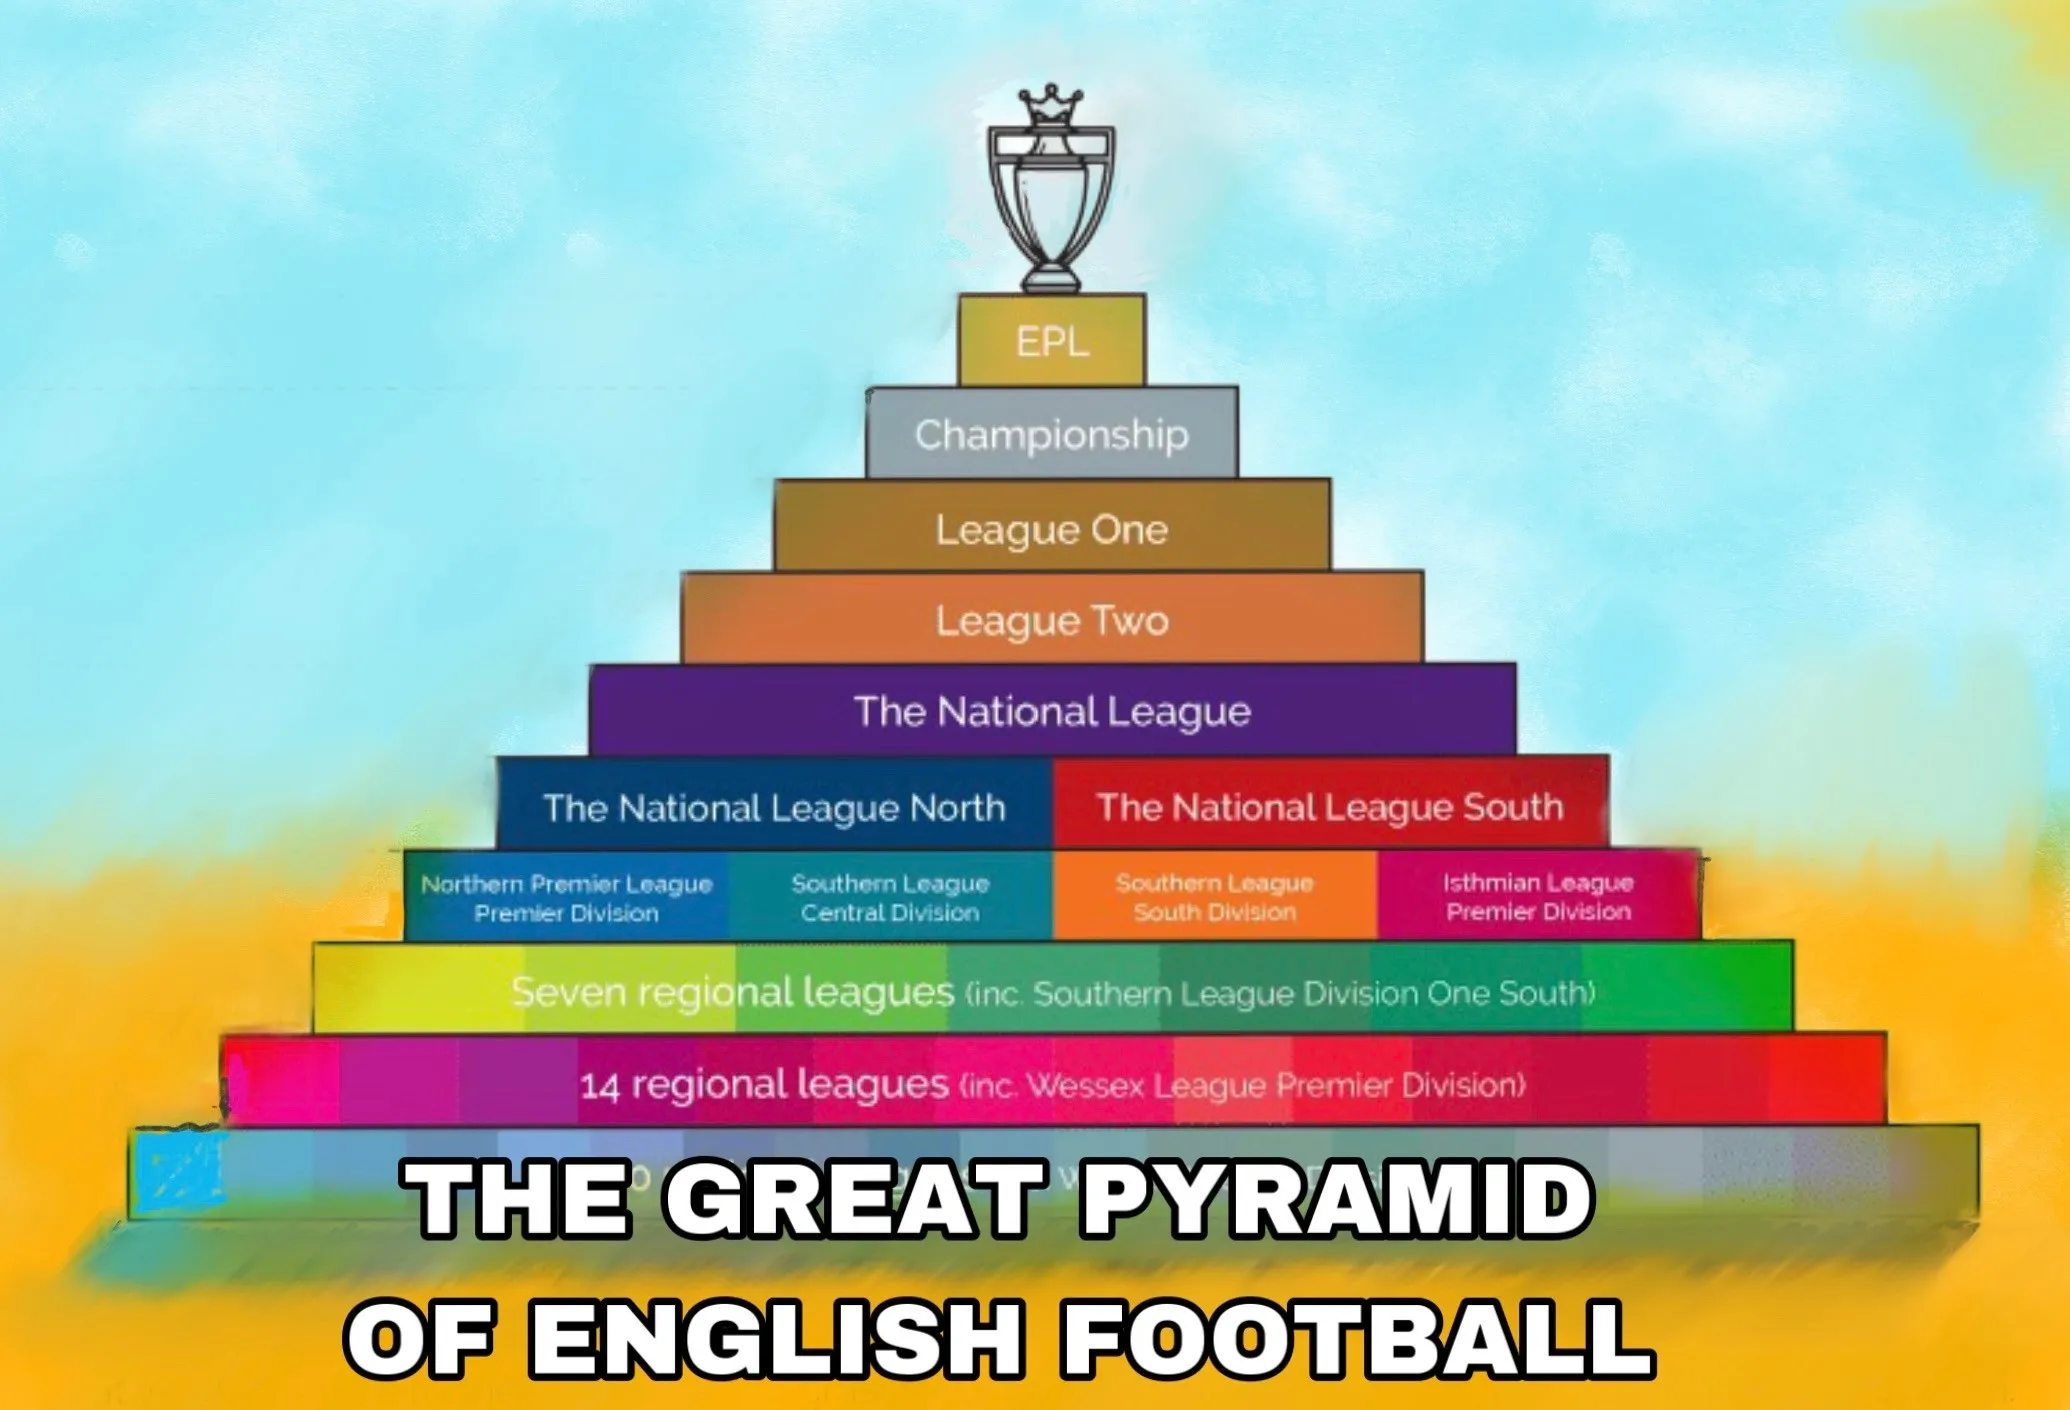 EPL
Championship
League One
League Two
The National League
The National League North The National League South
Northern Premier League Southern League Southern League Isthmian League
Premier Division Central Division South Division Premier Division
Seven regional leagues (inc. Southern League Division One South)
14 regional leagues (inc. Wessex League Premier Division)
THE GREAT PYRAMID
OF ENGLISH FOOTBALL